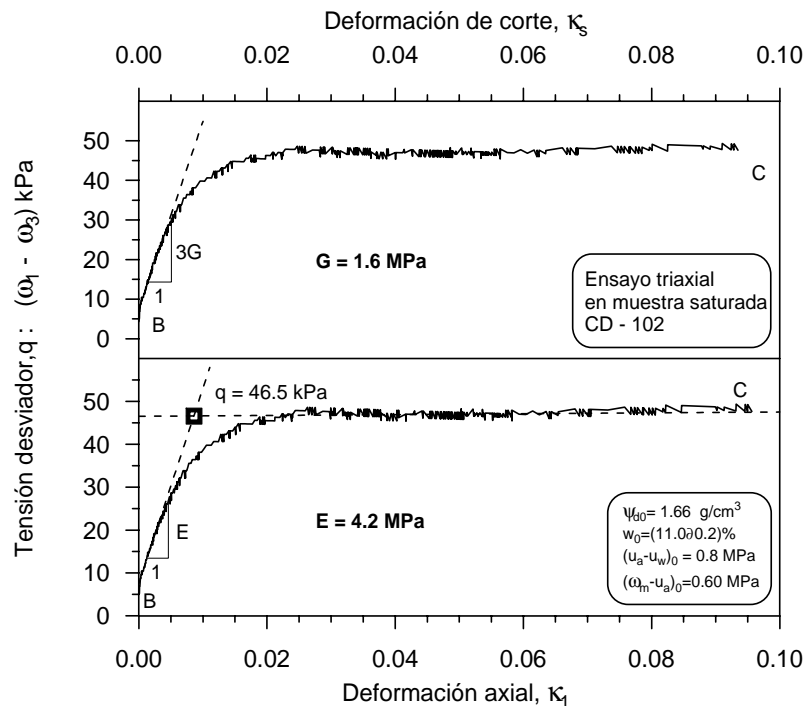 Deformación de corte, κs
0.00 0.02 0.04 0.06 0.08 0.10
Tensión desviador,q : (ω1 - ω3) kPa
50
40
30
20
10
0
3G
1
B
C
G = 1.6 MPa
Ensayo triaxial
en muestra saturada
CD - 102
50
40
30
20
10
0
q = 46.5 kPa
C
E
1
B
E = 4.2 MPa
ψd0= 1.66 g/cm³
w0=(11.0∂0.2)%
(ua-uw)0 = 0.8 MPa
(ωm-ua)0=0.60 MPa
0.00 0.02 0.04 0.06 0.08 0.10
Deformación axial, κ1